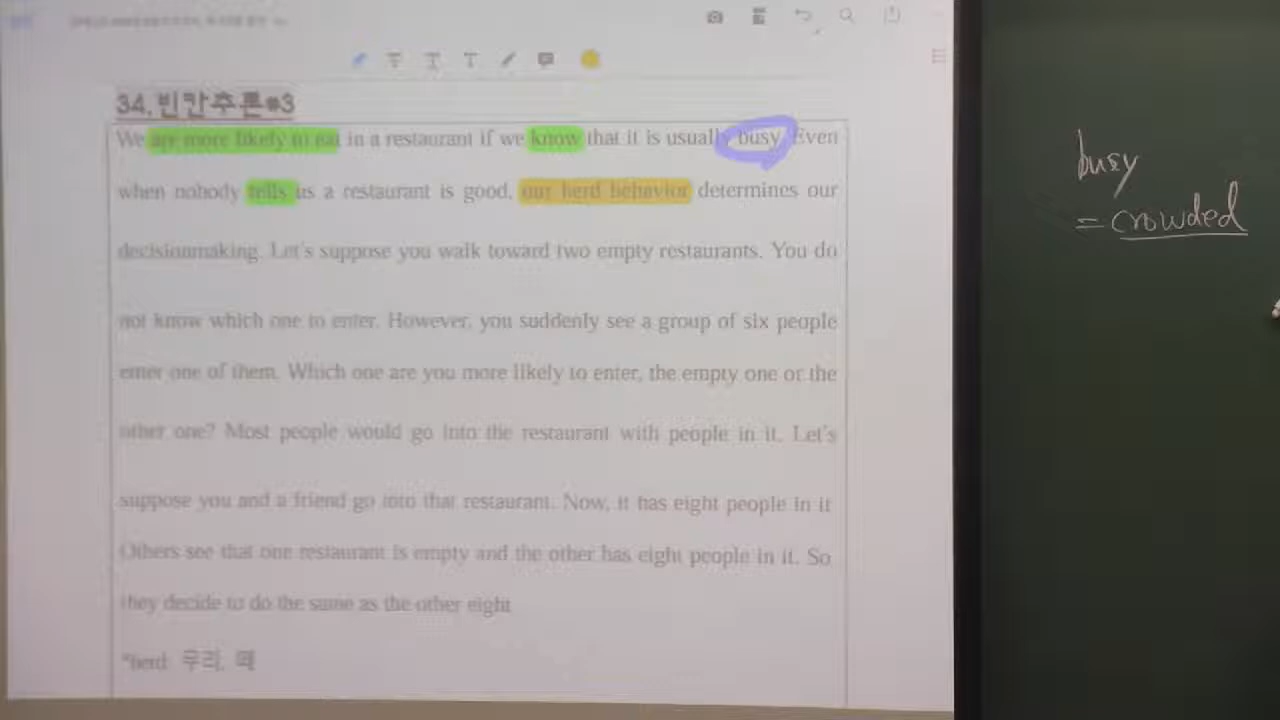 34.빈칸추론#3
We are more likely to eat in a restaurant if we know that it is usually busy. Even
when nobody tells us a restaurant is good, our herd behavior determines our
decisionmaking. Let's suppose you walk toward two empty restaurants. You do
not know which one to enter. However, you suddenly see a group of six people
enter one of them. Which one are you more likely to enter, the empty one or the
other one? Most people would go into the restaurant with people in it. Let's
suppose you and a friend go into that restaurant. Now, it has eight people in it
Others see that one restaurant is empty and the other has eight people in it. So
they decide to do the same as the other eight
*herd: 무리, 떼
busy
= crowded